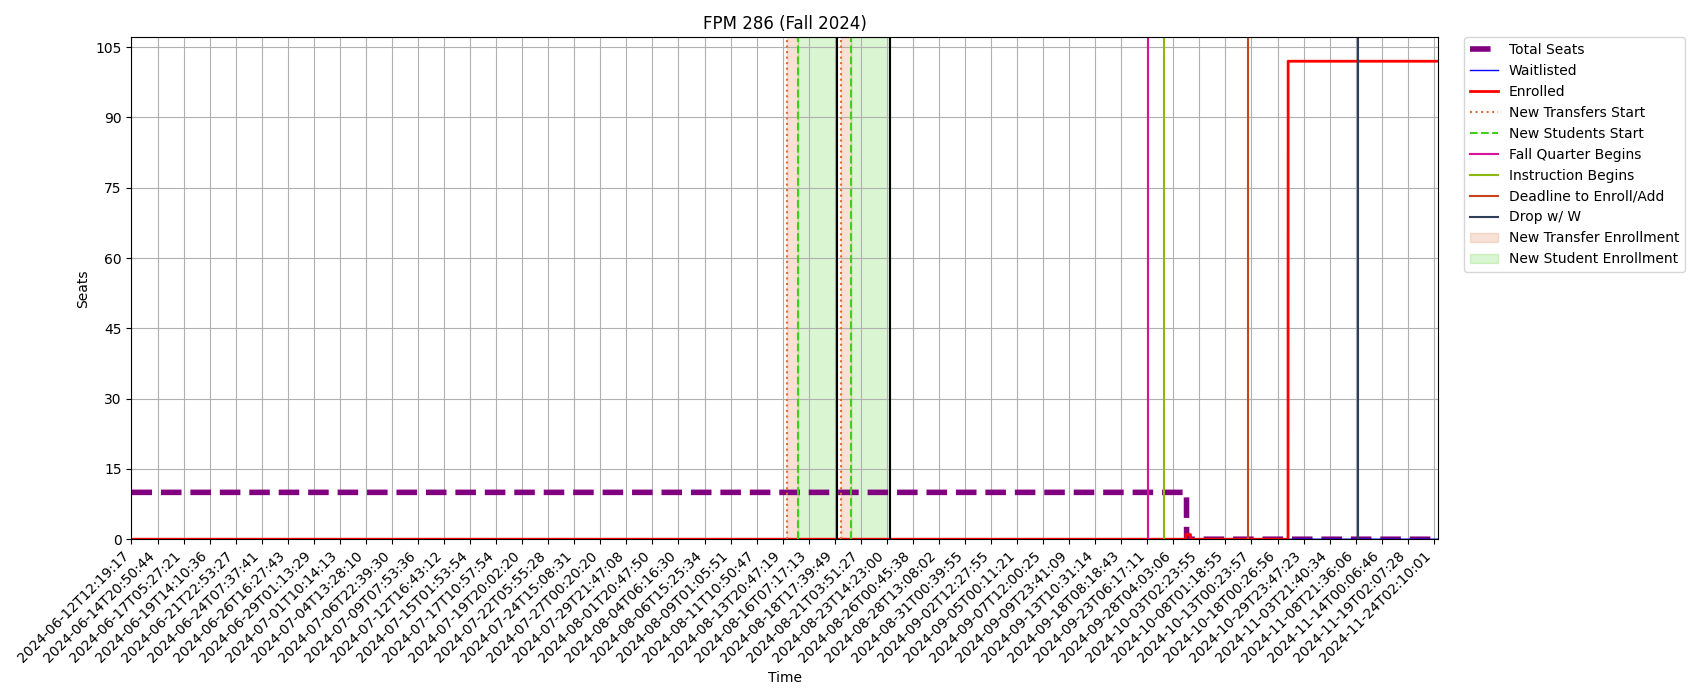 FPM 286 (Fall 2024)
105
90
75
60
45
30
15
0
Seats
2024-06-12T12:19:17
2024-06-14T20:50:44
2024-06-17T05:27:21
2024-06-19T14:10:36
2024-06-21T22:53:27
2024-06-24T07:37:41
2024-06-26T16:27:43
2024-06-29T01:13:29
2024-07-01T10:14:13
2024-07-04T13:28:10
2024-07-06T22:39:30
2024-07-09T07:53:36
2024-07-12T16:43:12
2024-07-15T01:53:54
2024-07-17T10:57:54
2024-07-19T20:02:20
2024-07-22T05:55:28
2024-07-24T15:08:31
2024-07-27T00:20:20
2024-07-29T21:47:08
2024-08-01T20:47:50
2024-08-04T06:16:30
2024-08-06T15:25:34
2024-08-09T01:05:51
2024-08-11T10:50:47
2024-08-13T20:47:19
2024-08-16T07:17:13
2024-08-18T17:39:49
2024-08-21T03:51:27
2024-08-23T14:23:00
2024-08-26T00:45:38
2024-08-28T13:08:02
2024-08-31T00:39:55
2024-09-02T12:27:55
2024-09-05T00:11:21
2024-09-07T12:00:25
2024-09-09T23:41:09
2024-09-13T10:31:14
2024-09-18T08:18:43
2024-09-23T06:17:11
2024-09-28T04:03:06
2024-10-03T02:23:55
2024-10-08T01:18:55
2024-10-13T00:23:57
2024-10-18T00:26:56
2024-10-29T23:47:23
2024-11-03T21:40:34
2024-11-08T21:36:06
2024-11-14T00:06:46
2024-11-19T02:07:28
2024-11-24T02:10:01
Time
Total Seats
Waitlisted
Enrolled
New Transfers Start
New Students Start
Fall Quarter Begins
Instruction Begins
Deadline to Enroll/Add
Drop w/ W
New Transfer Enrollment
New Student Enrollment